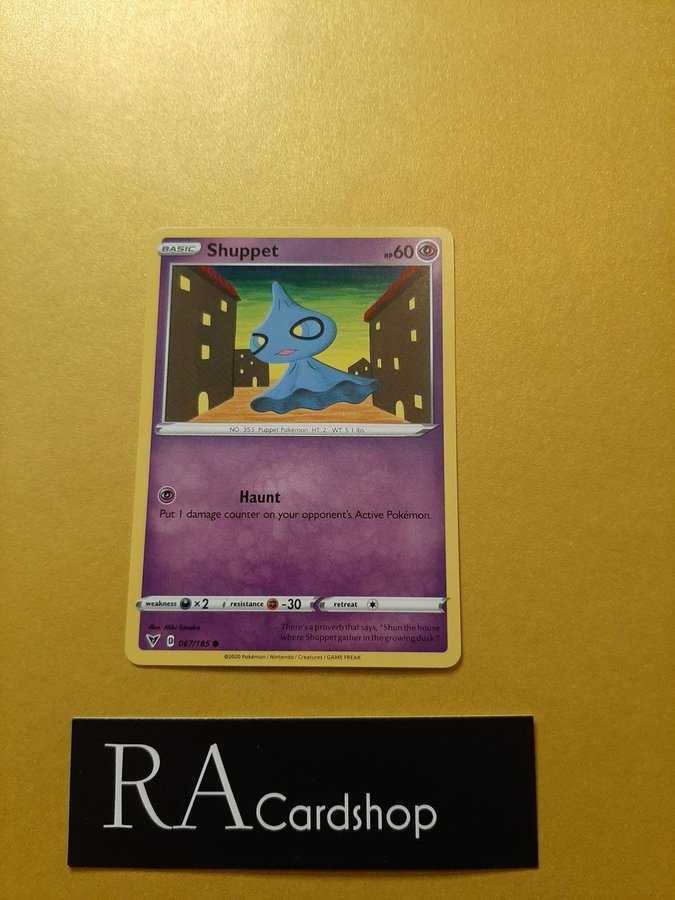 BASIC Shuppet HP 60
NO. 353 Puppet Pokémon HT: 2' WT: 5.1 lbs.
Haunt
Put 1 damage counter on your opponent's Active Pokémon.
weakness ×2 resistance -30 retreat
Illus. Miki Tanaka
There's a proverb that says, "Shun the house
where Shuppet gather in the growing dusk."
D 067/185
©2020 Pokémon / Nintendo / Creatures / GAME FREAK
RA Cardshop